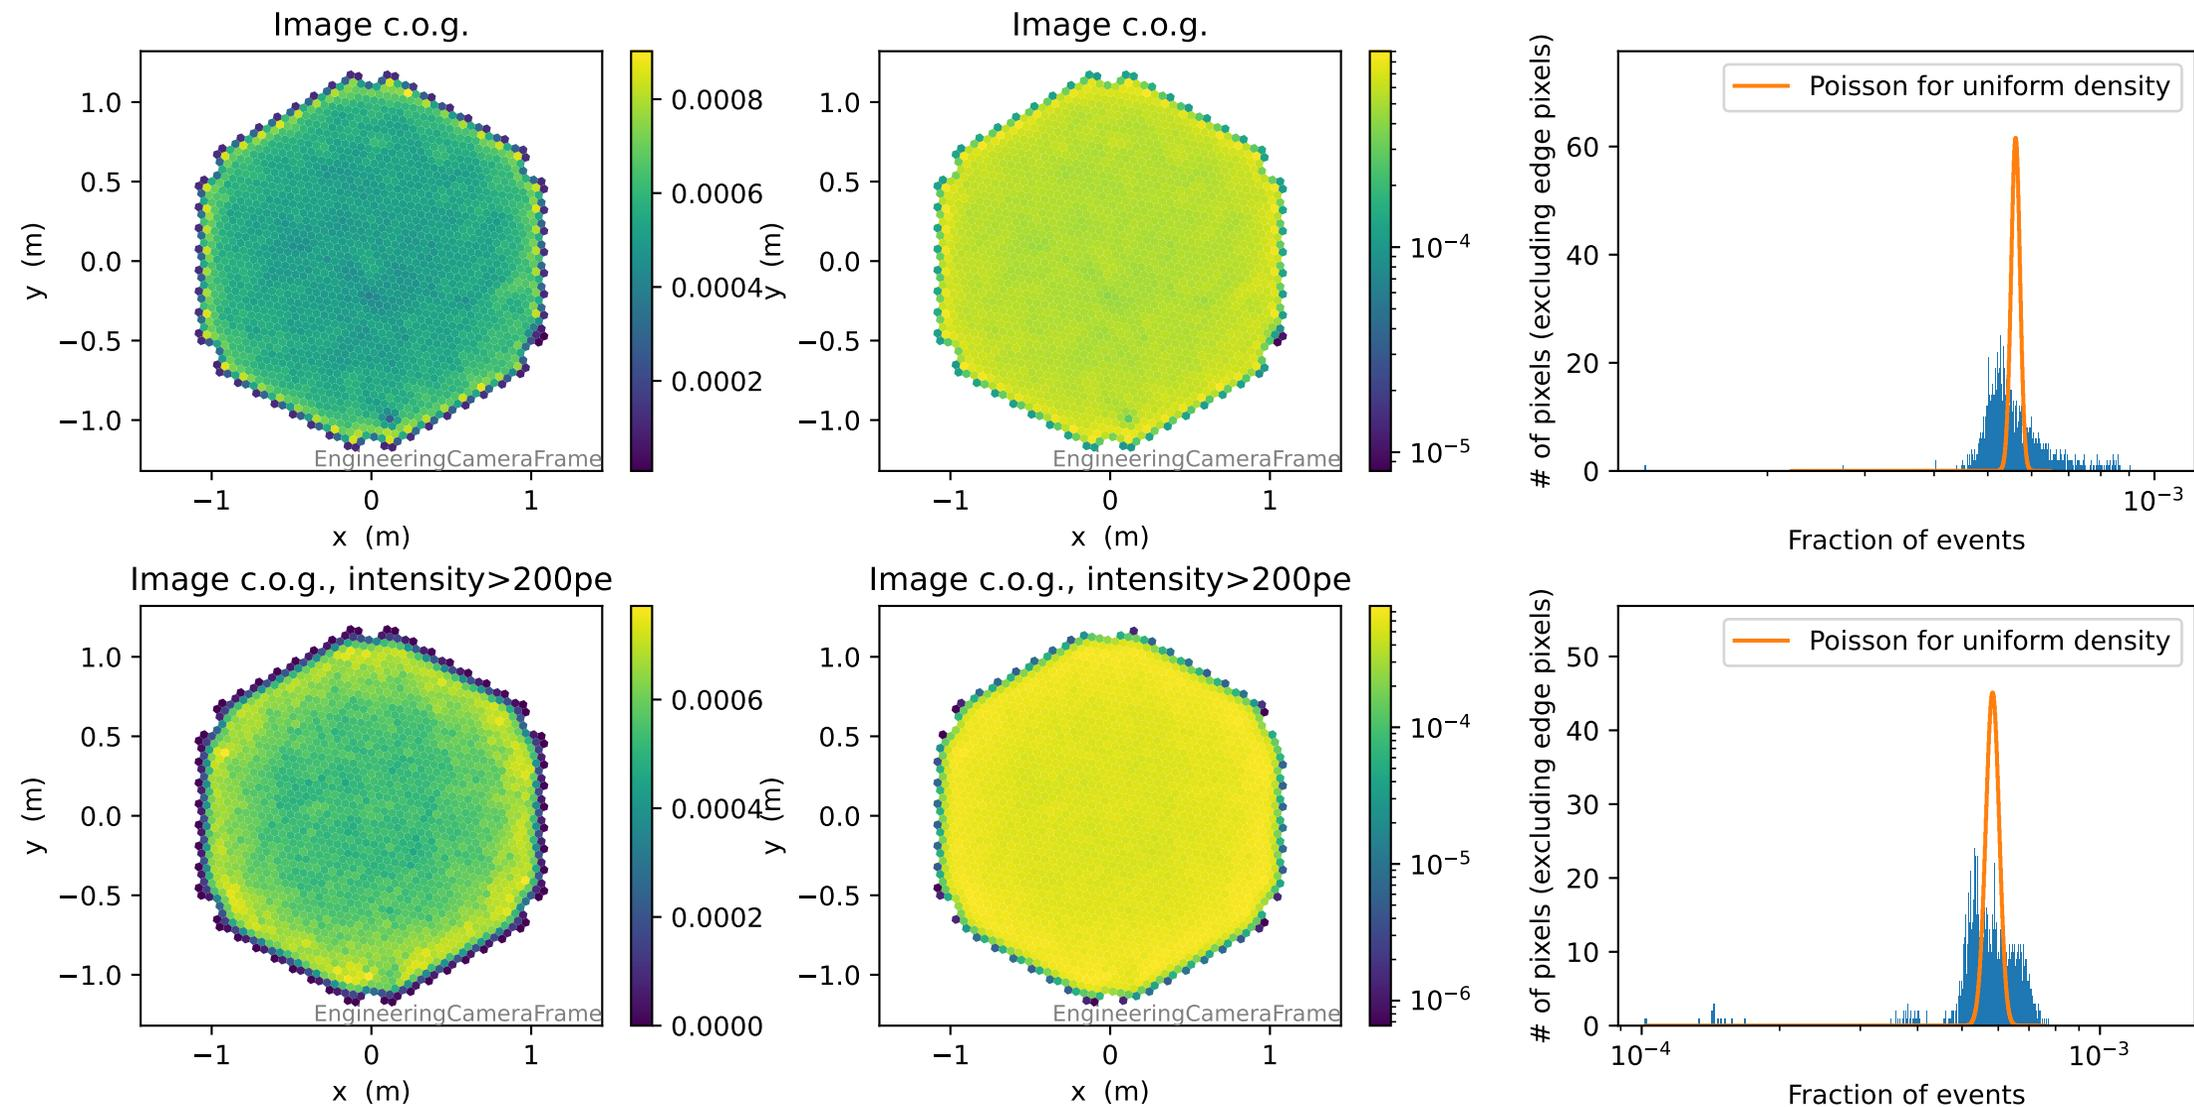 Image c.o.g.
1.0
0.5
0.0
−0.5
−1.0
y (m)
EngineeringCameraFrame
−1 0 1
x (m)
0.0008
0.0006
0.0004
0.0002
Image c.o.g.
1.0
0.5
0.0
−0.5
−1.0
y (m)
EngineeringCameraFrame
−1 0 1
x (m)
10−4
10−5
# of pixels (excluding edge pixels)
60
40
20
0
Poisson for uniform density
10−3
Fraction of events
Image c.o.g., intensity>200pe
1.0
0.5
0.0
−0.5
−1.0
y (m)
EngineeringCameraFrame
−1 0 1
x (m)
0.0006
0.0004
0.0002
0.0000
Image c.o.g., intensity>200pe
1.0
0.5
0.0
−0.5
−1.0
y (m)
EngineeringCameraFrame
−1 0 1
x (m)
10−4
10−5
10−6
# of pixels (excluding edge pixels)
50
40
30
20
10
0
Poisson for uniform density
10−4 10−3
Fraction of events